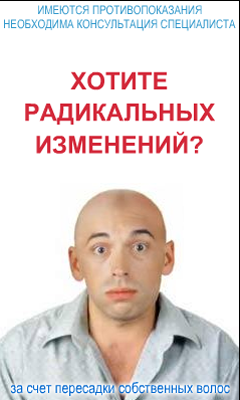 ИМЕЮТСЯ ПРОТИВОПОКАЗАНИЯ
НЕОБХОДИМА КОНСУЛЬТАЦИЯ СПЕЦИАЛИСТА
ХОТИТЕ
РАДИКАЛЬНЫХ
ИЗМЕНЕНИЙ?
за счет пересадки собственных волос